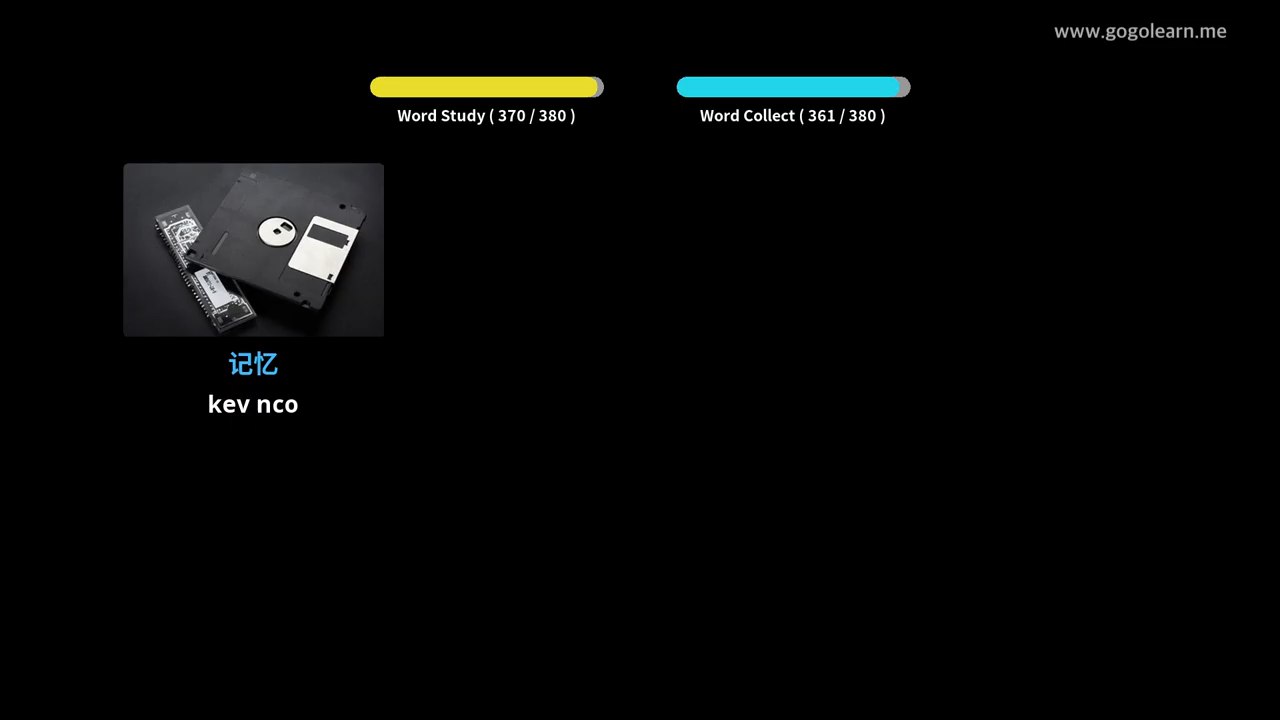 www.gogolearn.me
Word Study ( 370 / 380 )
Word Collect ( 361 / 380 )
记忆
kev nco